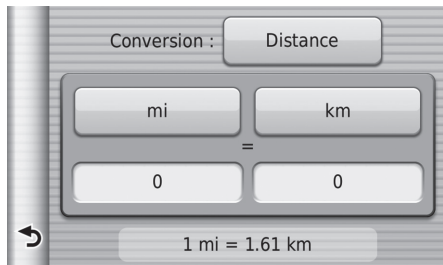 Conversion : Distance
mi km
=
0 0
1 mi = 1.61 km